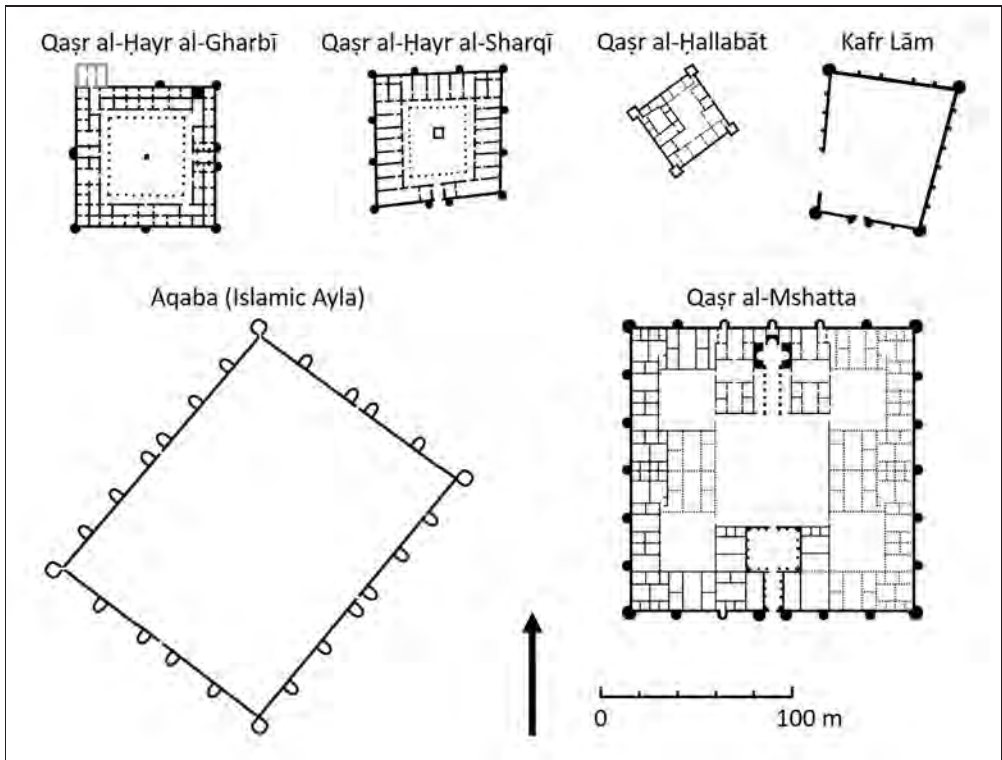 Qaṣr al-Ḥayr al-Gharbī
Qaṣr al-Ḥayr al-Sharqī
Qaṣr al-Ḥallabāt
Kafr Lām
Aqaba (Islamic Ayla)
Qaṣr al-Mshatta
0
100 m